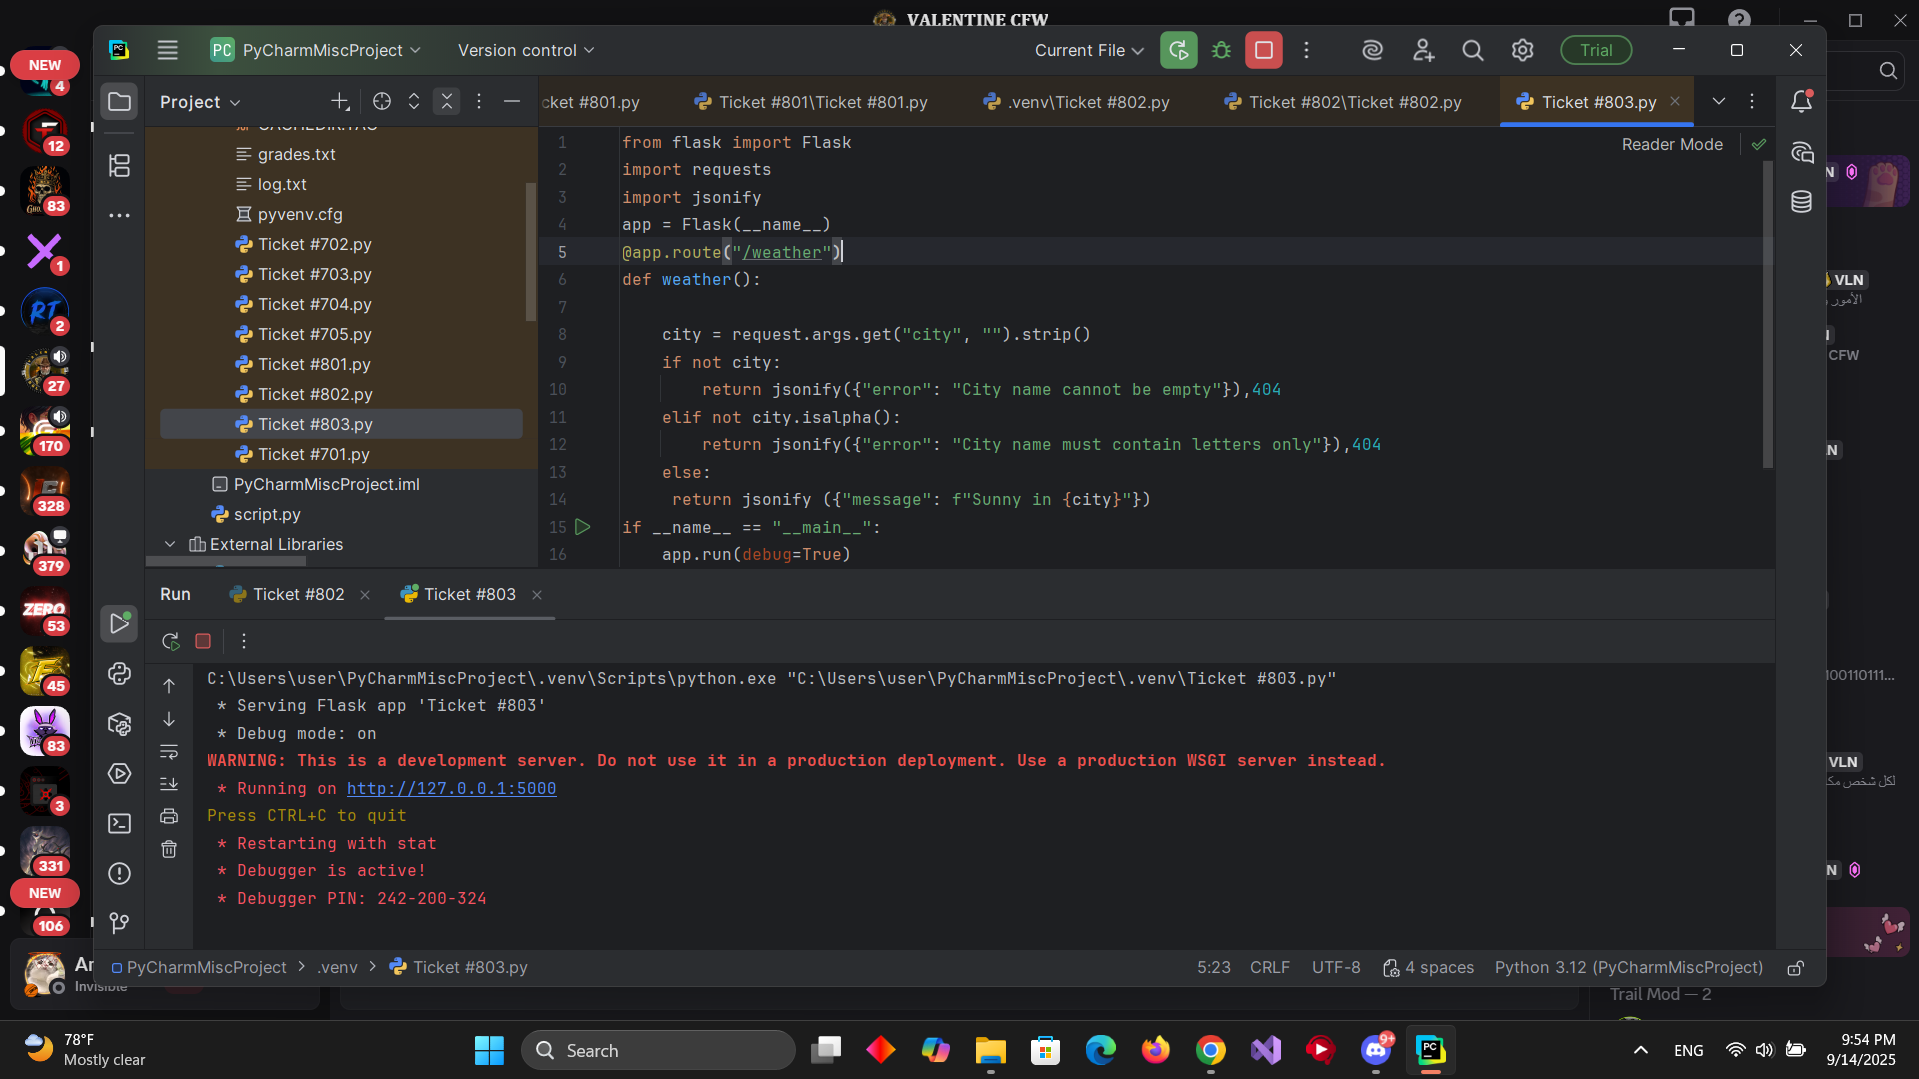 VALENTINE CFW
PC PyCharmMiscProject
Version control
Current File
Trial
Project
cket #801.py
Ticket #801\Ticket #801.py
.venv\Ticket #802.py
Ticket #802\Ticket #802.py
Ticket #803.py
grades.txt
log.txt
pyvenv.cfg
Ticket #702.py
Ticket #703.py
Ticket #704.py
Ticket #705.py
Ticket #801.py
Ticket #802.py
Ticket #803.py
Ticket #701.py
PyCharmMiscProject.iml
script.py
External Libraries
Reader Mode
1 from flask import Flask
2 import requests
3 import jsonify
4 app = Flask(__name__)
5 @app.route("/weather")
6 def weather():
7
8 city = request.args.get("city", "").strip()
9 if not city:
10 return jsonify({"error": "City name cannot be empty"}),404
11 elif not city.isalpha():
12 return jsonify({"error": "City name must contain letters only"}),404
13 else:
14 return jsonify ({"message": f"Sunny in {city}"})
15 if __name__ == "__main__":
16 app.run(debug=True)
Run
Ticket #802
Ticket #803
C:\Users\user\PyCharmMiscProject\.venv\Scripts\python.exe "C:\Users\user\PyCharmMiscProject\.venv\Ticket #803.py"
* Serving Flask app 'Ticket #803'
* Debug mode: on
WARNING: This is a development server. Do not use it in a production deployment. Use a production WSGI server instead.
* Running on http://127.0.0.1:5000
Press CTRL+C to quit
* Restarting with stat
* Debugger is active!
* Debugger PIN: 242-200-324
PyCharmMiscProject > .venv > Ticket #803.py
5:23
CRLF
UTF-8
4 spaces
Python 3.12 (PyCharmMiscProject)
NEW
4
12
83
1
RT
2
27
170
328
379
ZERO
53
45
83
3
331
NEW
106
Invisible
N
VLN
الأمور و
CFW
N
100110111...
VLN
لكل شخص مك
N
Trail Mod — 2
78°F
Mostly clear
Search
9+
PC
ENG
9:54 PM
9/14/2025